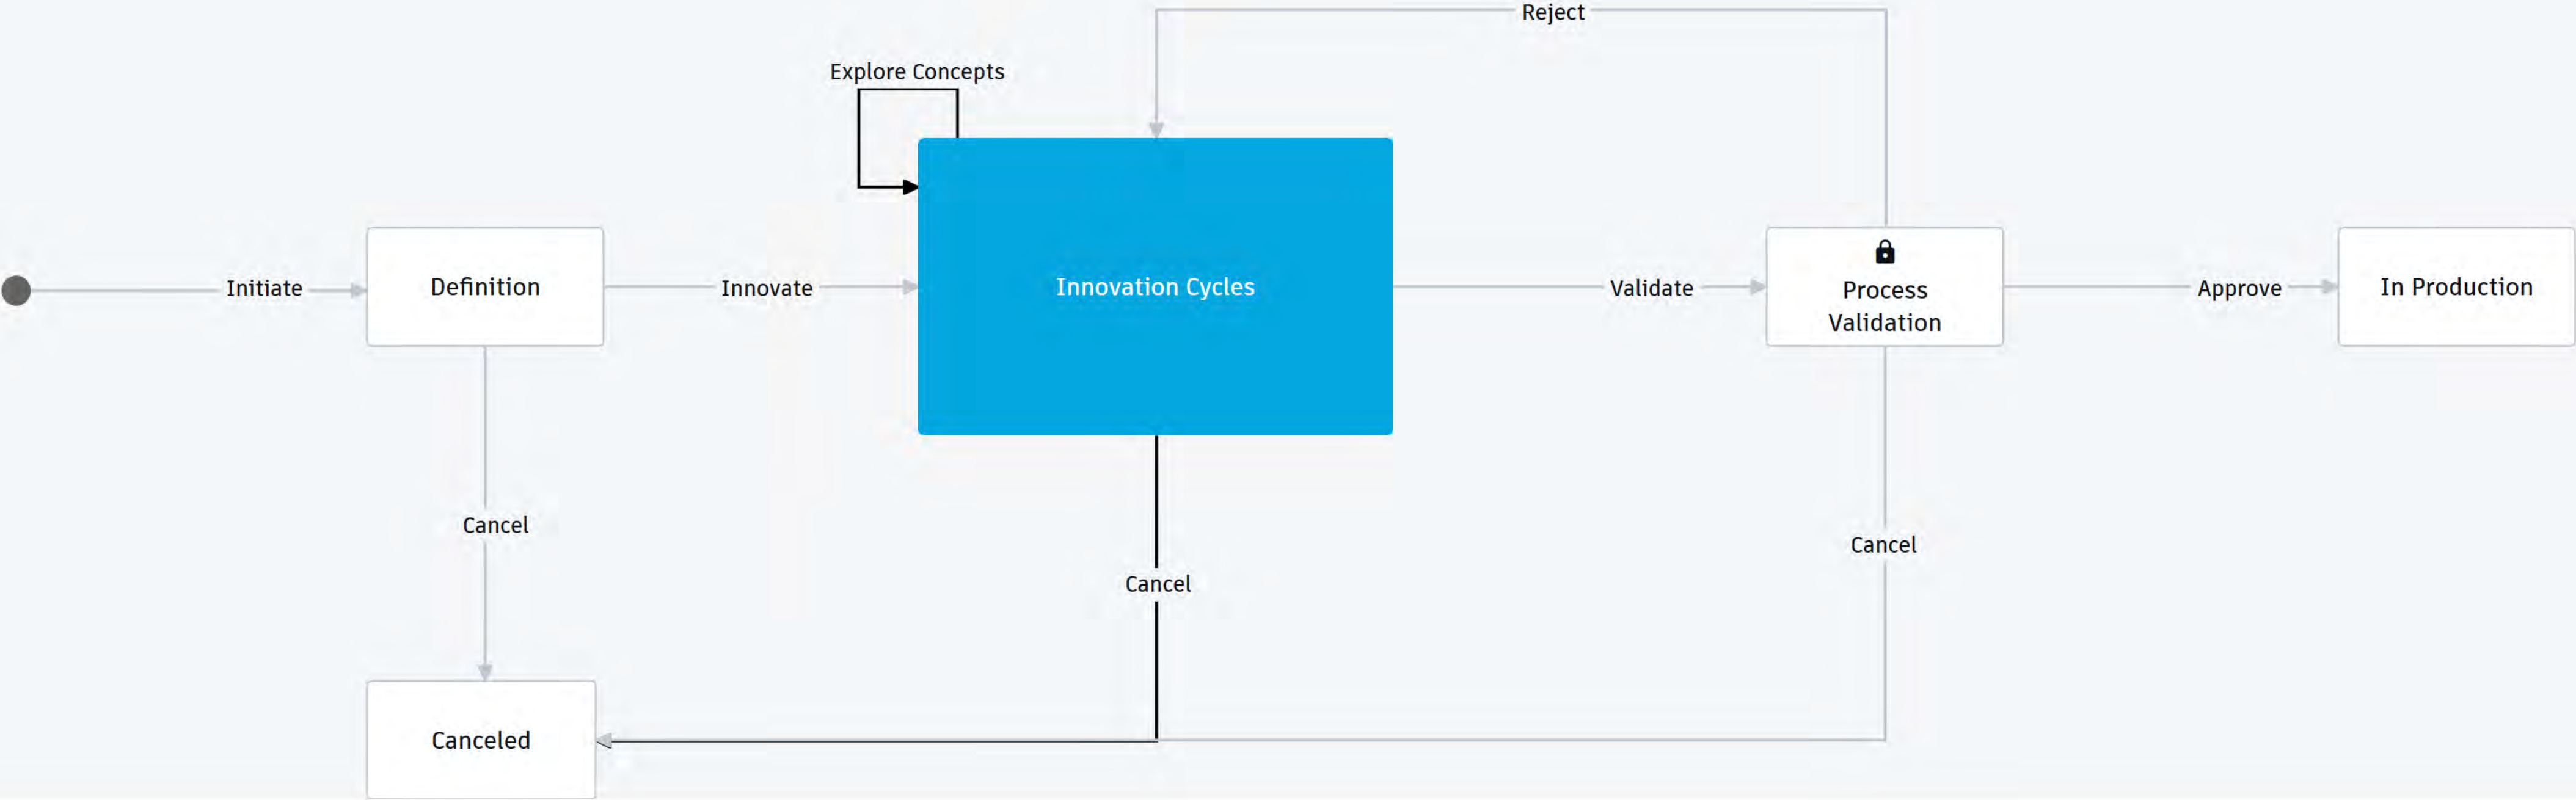 Reject
Explore Concepts
Initiate
Definition
Innovate
Innovation Cycles
Validate
Process
Validation
Approve
In Production
Cancel
Cancel
Cancel
Canceled